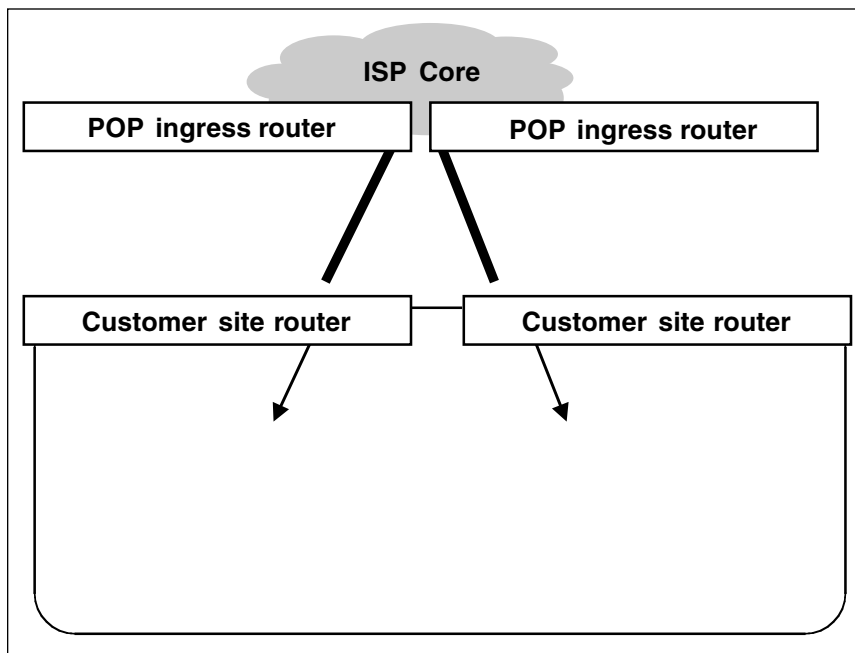 ISP Core
POP ingress router
POP ingress router
Customer site router
Customer site router